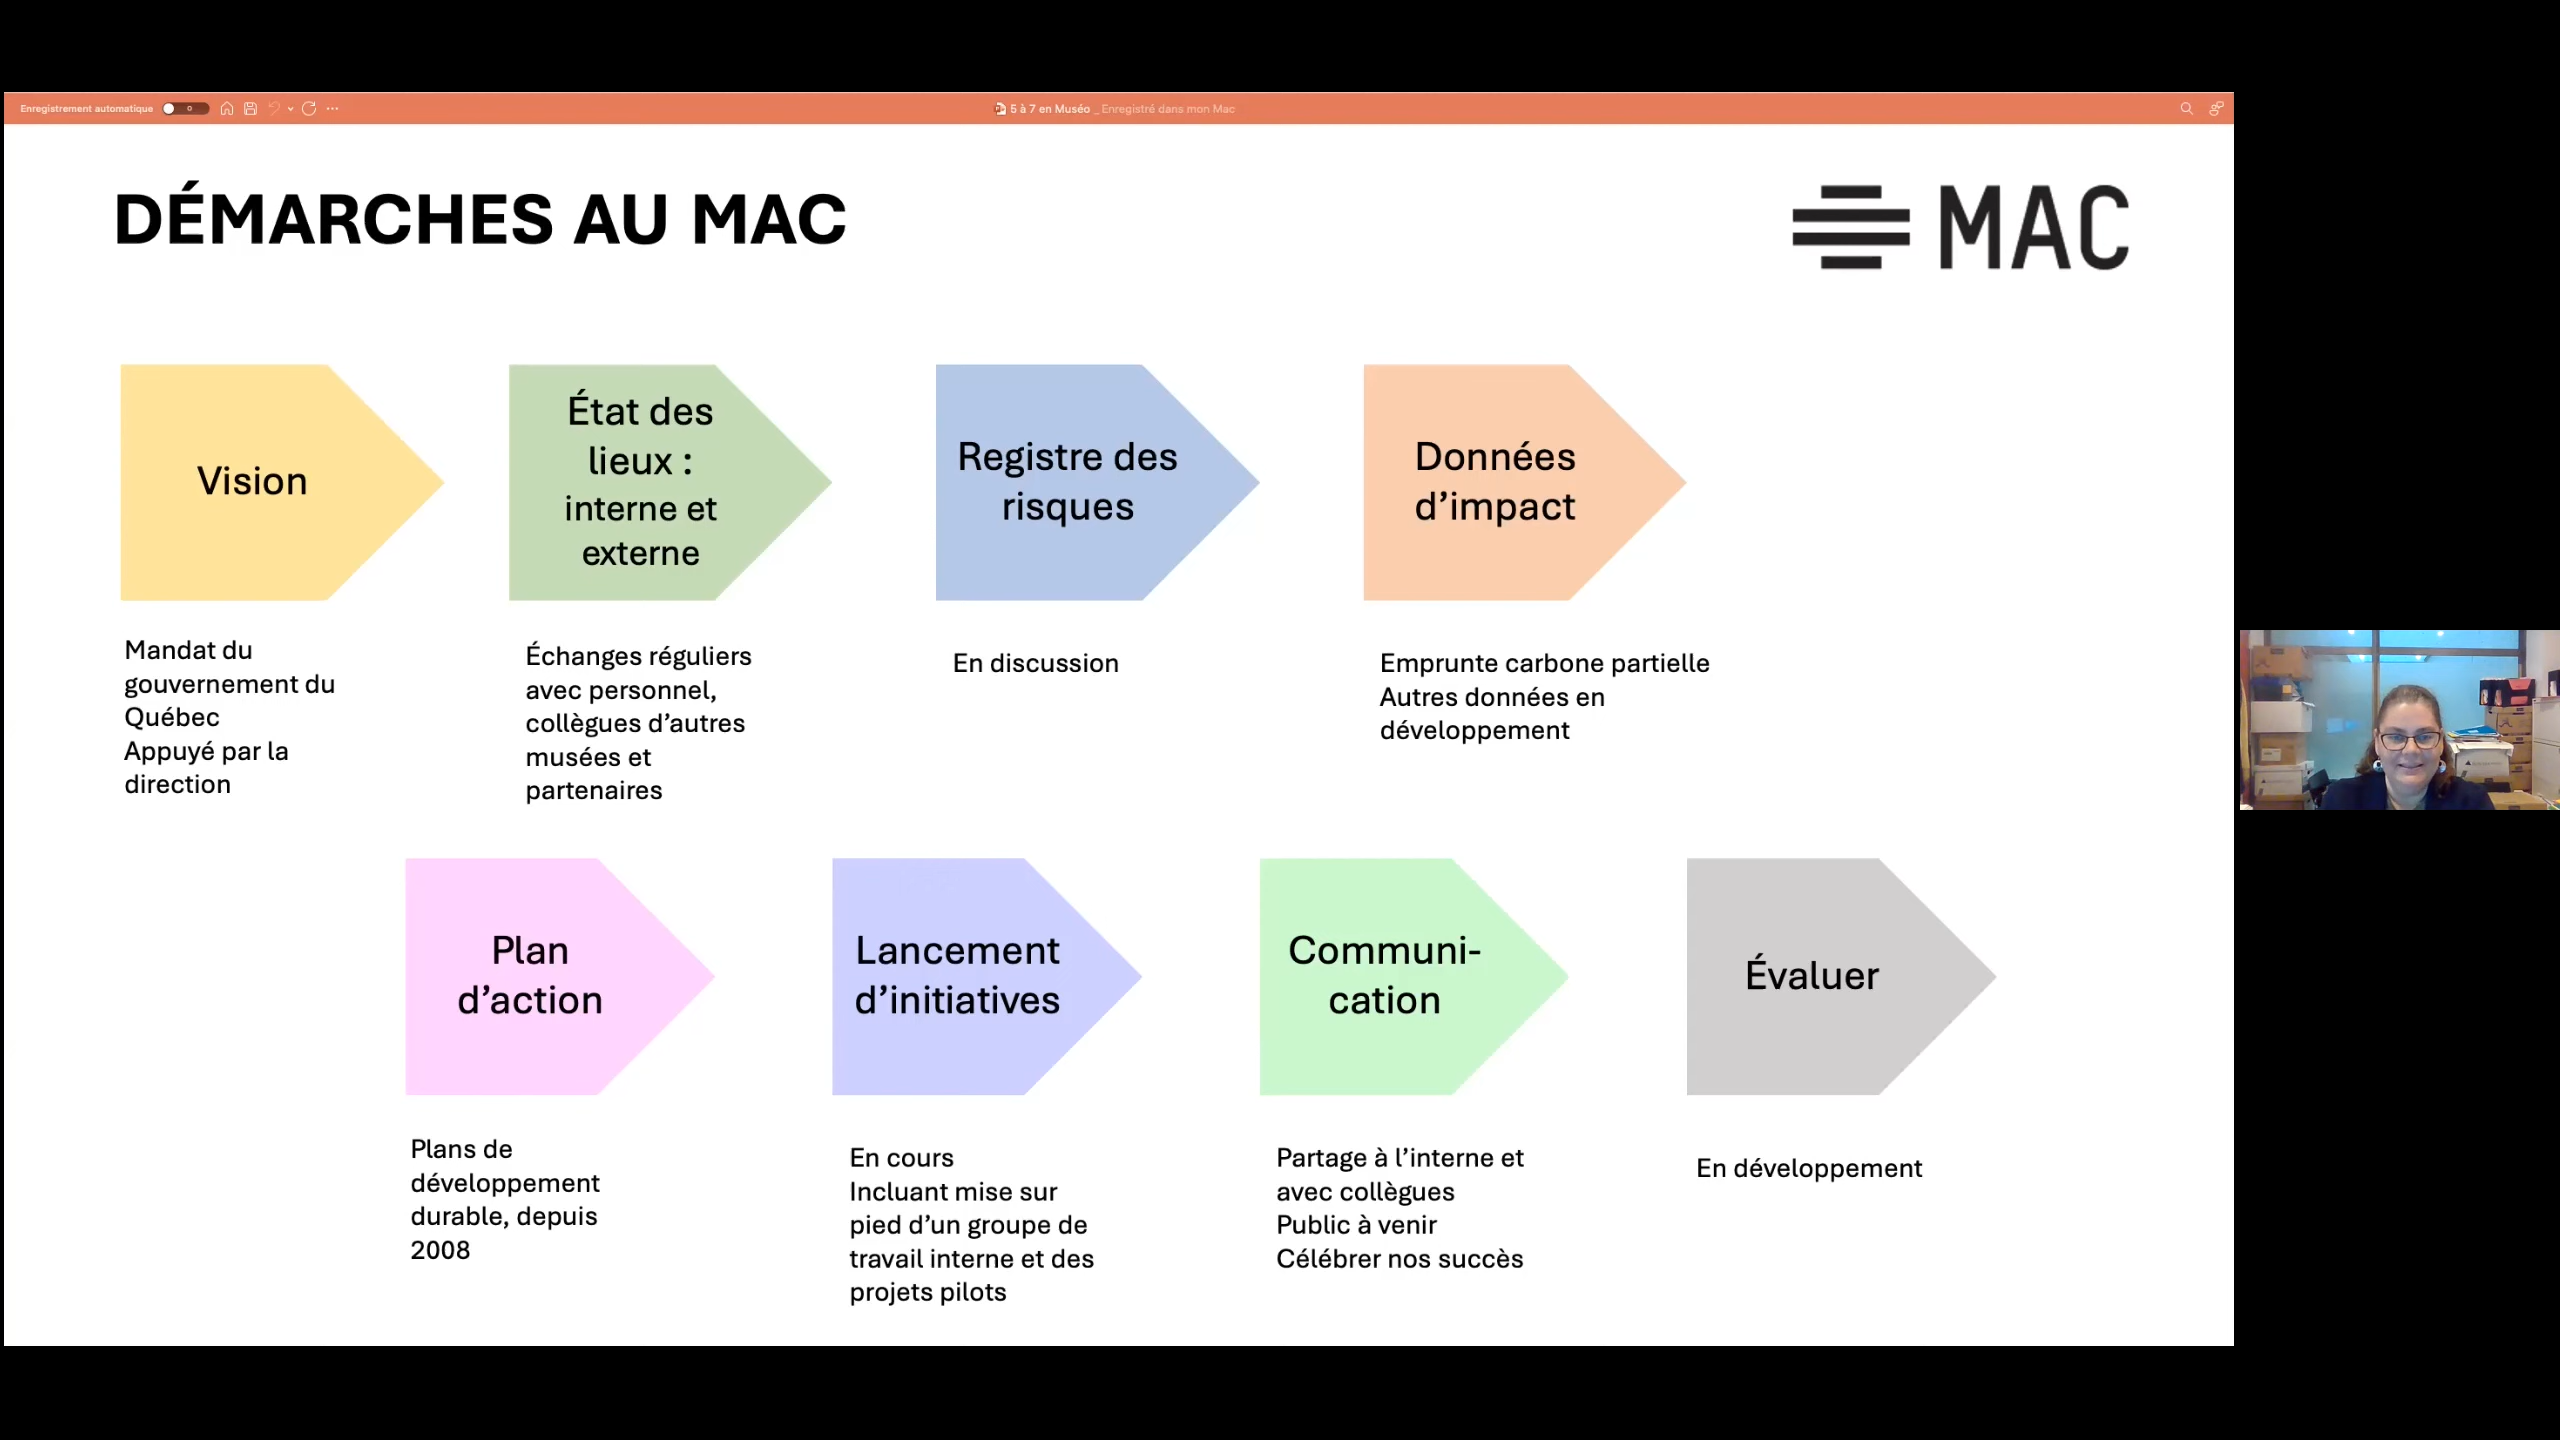 Enregistrement automatique
5 à 7 en Muséo _ Enregistré dans mon Mac
DÉMARCHES AU MAC
MAC
Vision
État des
lieux :
interne et
externe
Registre des
risques
Données
d’impact
Mandat du
gouvernement du
Québec
Appuyé par la
direction
Échanges réguliers
avec personnel,
collègues d’autres
musées et
partenaires
En discussion
Emprunte carbone partielle
Autres données en
développement
Plan
d’action
Lancement
d’initiatives
Communi-
cation
Évaluer
Plans de
développement
durable, depuis
2008
En cours
Incluant mise sur
pied d’un groupe de
travail interne et des
projets pilots
Partage à l’interne et
avec collègues
Public à venir
Célébrer nos succès
En développement